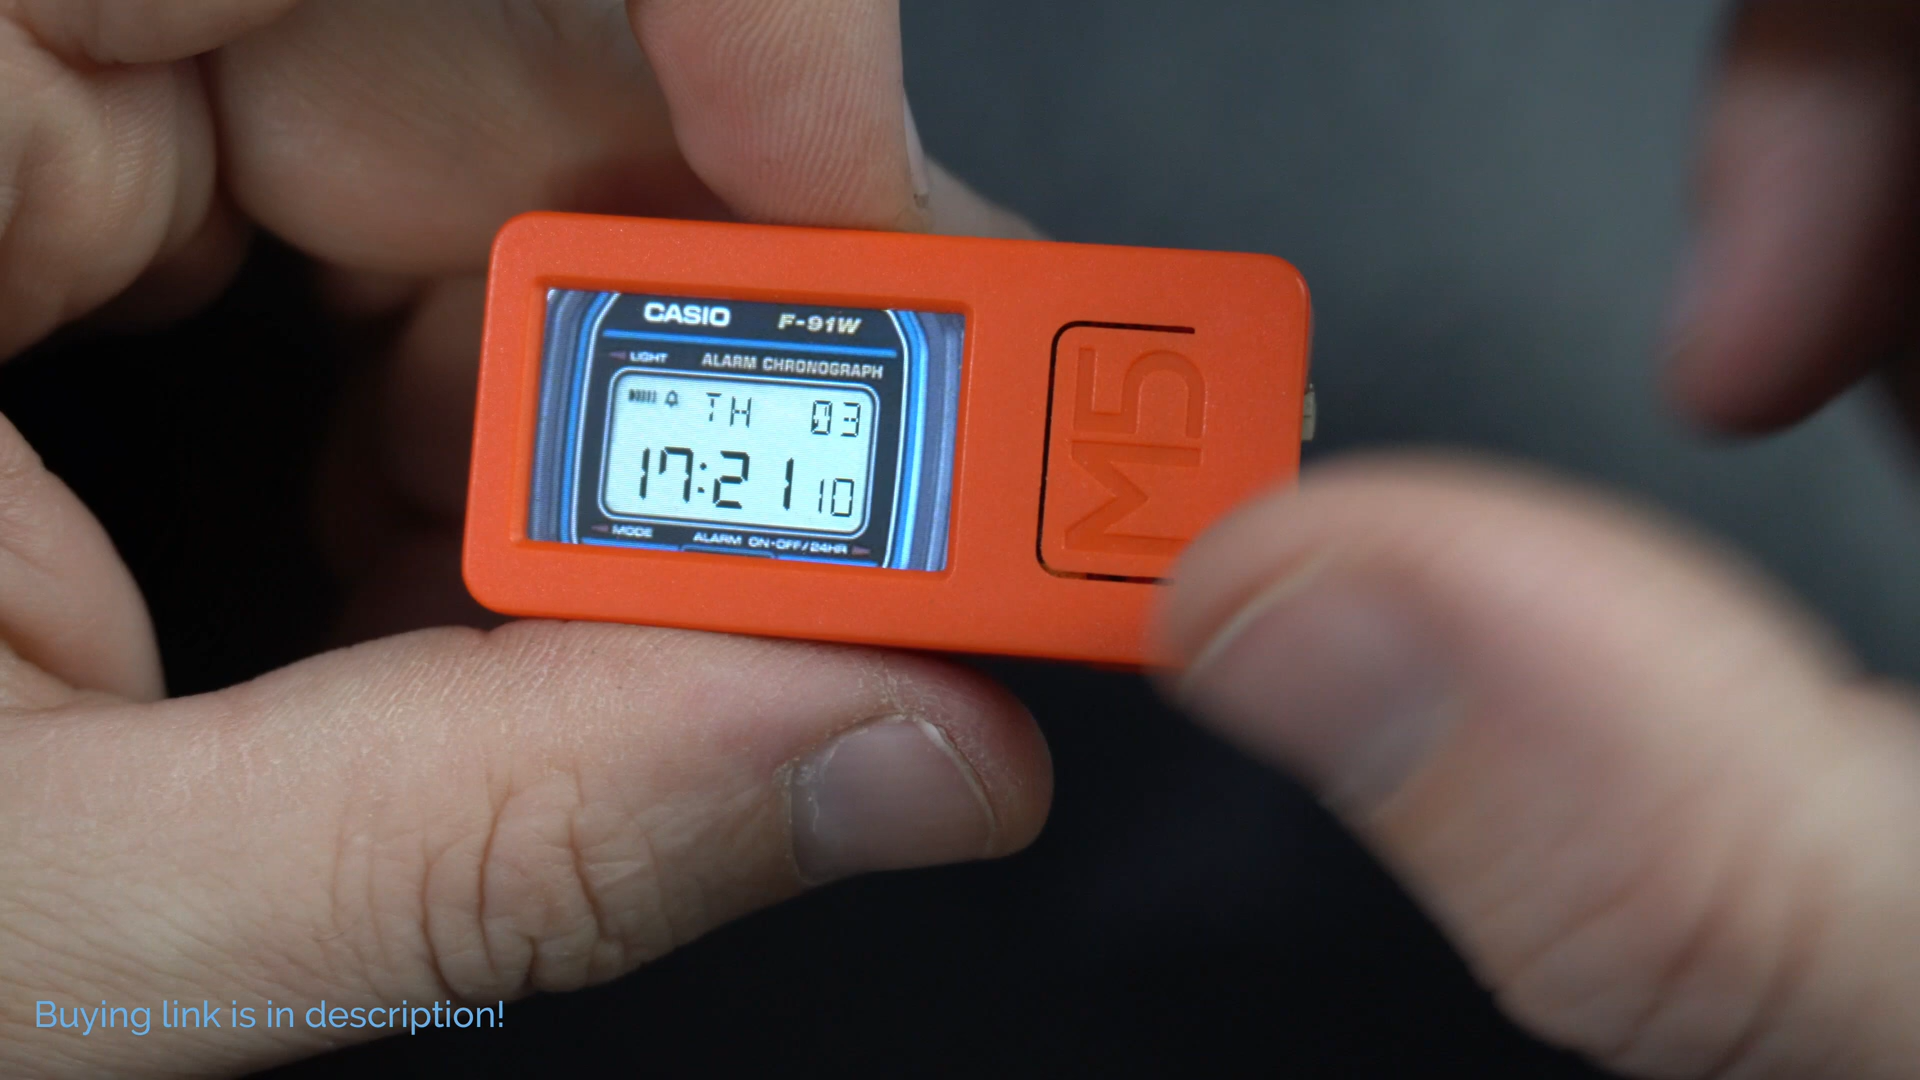 CASIO F-91W
LIGHT ALARM CHRONOGRAPH
TH 03
17:21 10
MODE ALARM ON·OFF/24HR
M5
Buying link is in description!